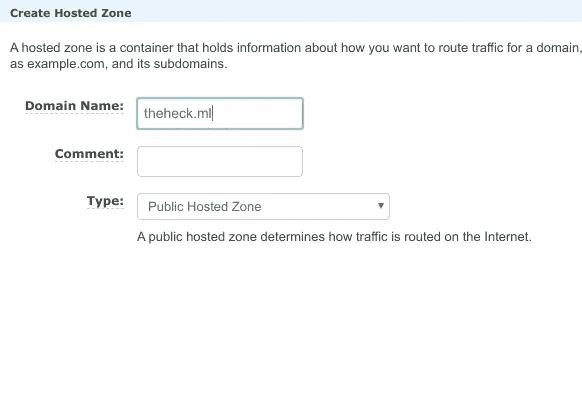 Create Hosted Zone
A hosted zone is a container that holds information about how you want to route traffic for a domain,
as example.com, and its subdomains.
Domain Name: theheck.ml
Comment:
Type: Public Hosted Zone
A public hosted zone determines how traffic is routed on the Internet.